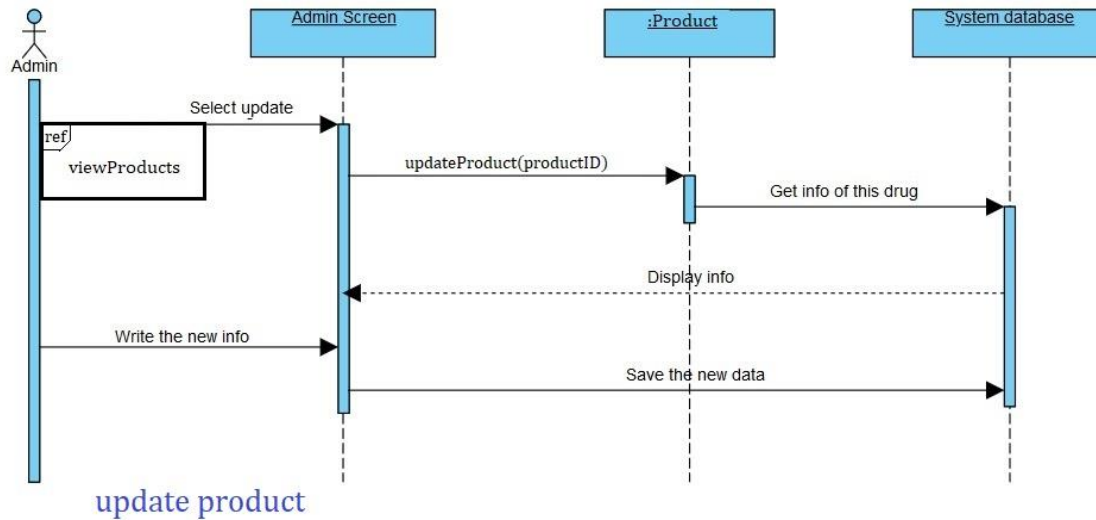 Admin Screen
:Product
System database
Admin
Select update
ref
viewProducts
updateProduct(productID)
Get info of this drug
Display info
Write the new info
Save the new data
update product